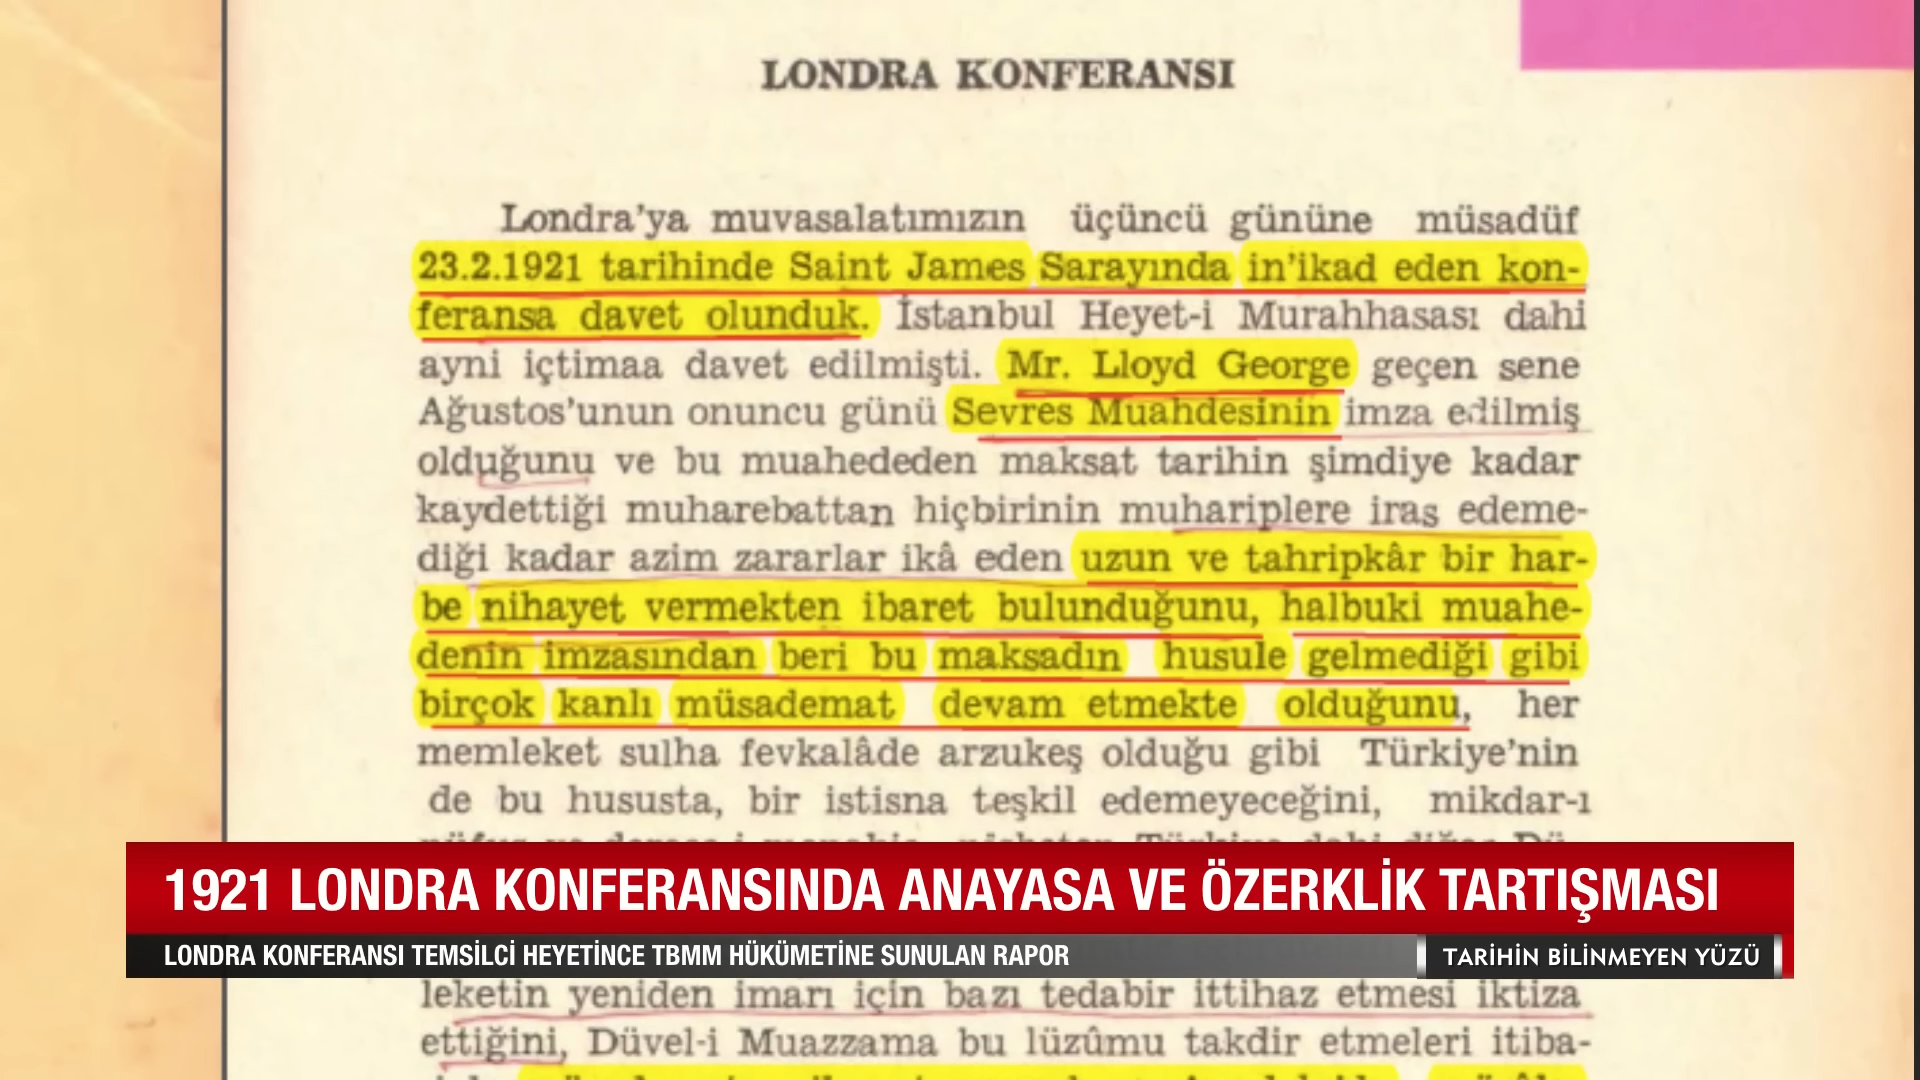 LONDRA KONFERANSI
Londra'ya muvasalatımızın üçüncü gününe müsadüf
23.2.1921 tarihinde Saint James Sarayında in'ikad eden kon-
feransa davet olunduk. İstanbul Heyet-i Murahhasası dahi
ayni içtimaa davet edilmişti. Mr. Lloyd George geçen sene
Ağustos'unun onuncu günü Sevres Muahdesinin imza edilmiş
olduğunu ve bu muahededen maksat tarihin şimdiye kadar
kaydettiği muharebattan hiçbirinin muhariplere iras edeme-
diği kadar azim zararlar ikâ eden uzun ve tahripkâr bir har-
be nihayet vermekten ibaret bulunduğunu, halbuki muahe-
denin imzasından beri bu maksadın husule gelmediği gibi
birçok kanlı müsademat devam etmekte olduğunu, her
memleket sulha fevkalâde arzukeş olduğu gibi Türkiye'nin
de bu hususta, bir istisna teşkil edemeyeceğini, mikdar-ı
1921 LONDRA KONFERANSINDA ANAYASA VE ÖZERKLİK TARTIŞMASI
LONDRA KONFERANSI TEMSİLCİ HEYETİNCE TBMM HÜKÜMETİNE SUNULAN RAPOR
TARİHİN BİLİNMEYEN YÜZÜ
leketin yeniden imarı için bazı tedabir ittihaz etmesi iktiza
ettiğini, Düvel-i Muazzama bu lüzûmu takdir etmeleri itiba-